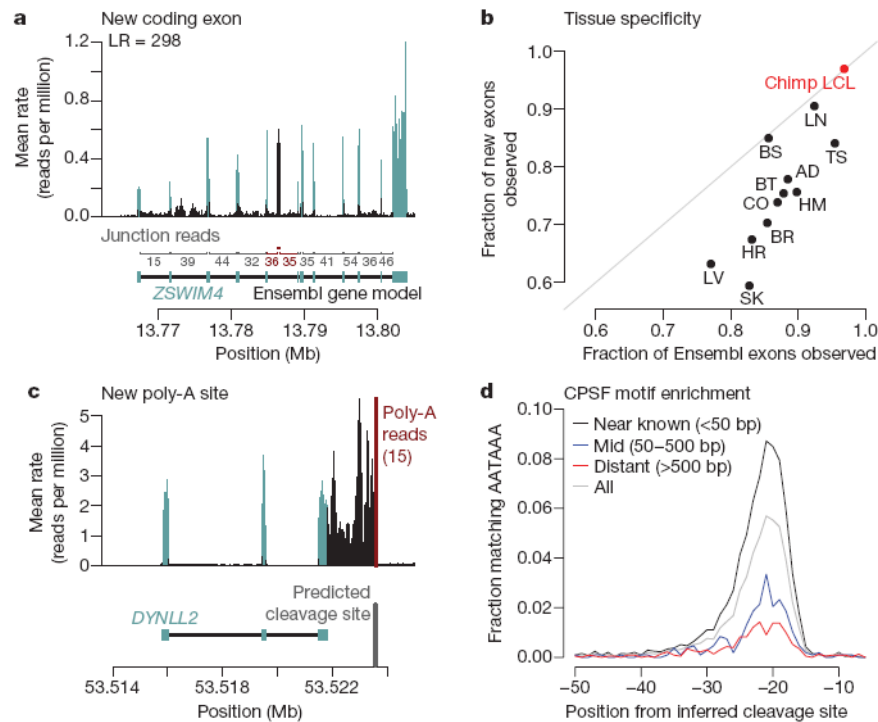 a New coding exon
LR = 298
Mean rate
(reads per million)
1.2
0.8
0.4
0.0
Junction reads
15 39 44 32 36 35 35 41 54 36 46
ZSWIM4 Ensembl gene model
13.77 13.78 13.79 13.80
Position (Mb)
b Tissue specificity
Fraction of new exons
observed
1.0
0.9
0.8
0.7
0.6
Chimp LCL
LN
BS
TS
AD
BT
CO
HM
BR
HR
LV
SK
0.6 0.7 0.8 0.9 1.0
Fraction of Ensembl exons observed
c New poly-A site
Mean rate
(reads per million)
5
4
3
2
1
0
Poly-A
reads
(15)
Predicted
cleavage site
DYNLL2
53.514 53.518 53.522
Position (Mb)
d CPSF motif enrichment
Fraction matching AATAAA
0.10
0.08
0.06
0.04
0.02
0.00
Near known (<50 bp)
Mid (50–500 bp)
Distant (>500 bp)
All
−50 −40 −30 −20 −10
Position from inferred cleavage site